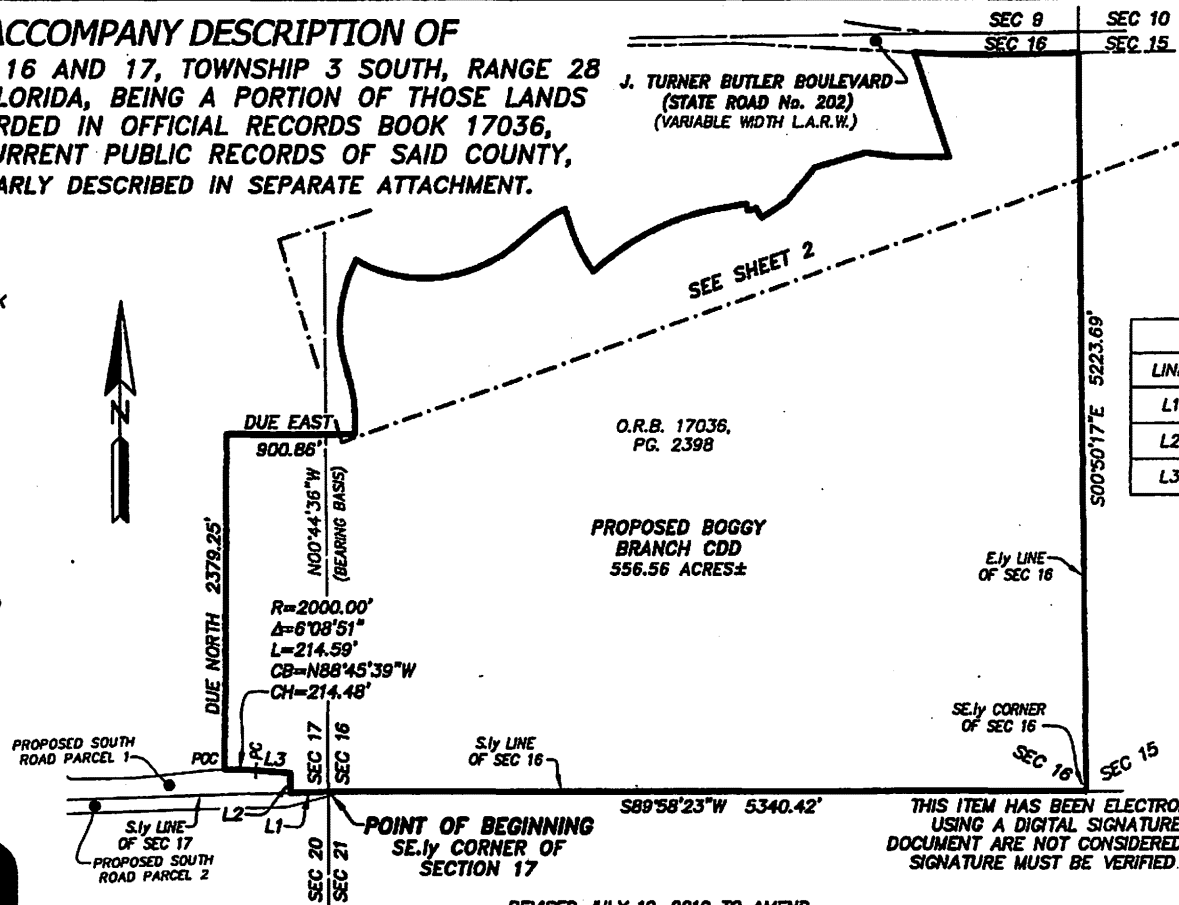 ACCOMPANY DESCRIPTION OF
16 AND 17, TOWNSHIP 3 SOUTH, RANGE 28
LORIDA, BEING A PORTION OF THOSE LANDS
RDED IN OFFICIAL RECORDS BOOK 17036,
URRENT PUBLIC RECORDS OF SAID COUNTY,
ARLY DESCRIBED IN SEPARATE ATTACHMENT.
SEC 9
SEC 10
SEC 16
SEC 15
J. TURNER BUTLER BOULEVARD
(STATE ROAD No. 202)
(VARIABLE WIDTH L.A.R.W.)
SEE SHEET 2
N
DUE EAST
900.86'
N00°44'36"W
(BEARING BASIS)
O.R.B. 17036,
PG. 2398
S00°50'17"E 5223.69'
LIN
L1
L2
L3
PROPOSED BOGGY
BRANCH CDD
556.56 ACRES±
E.ly LINE
OF SEC 16
DUE NORTH 2379.25'
R=2000.00'
Δ=6°08'51"
L=214.59'
CB=N88°45'39"W
CH=214.48'
PROPOSED SOUTH
ROAD PARCEL 1
POC
PC
L3
SEC 17
SEC 16
S.ly LINE
OF SEC 16
SE.ly CORNER
OF SEC 16
SEC 16
SEC 15
S.ly LINE
OF SEC 17
PROPOSED SOUTH
ROAD PARCEL 2
L2
L1
SEC 20
SEC 21
POINT OF BEGINNING
SE.ly CORNER OF
SECTION 17
S89°58'23"W 5340.42'
THIS ITEM HAS BEEN ELECTRO
USING A DIGITAL SIGNATURE
DOCUMENT ARE NOT CONSIDERED
SIGNATURE MUST BE VERIFIED